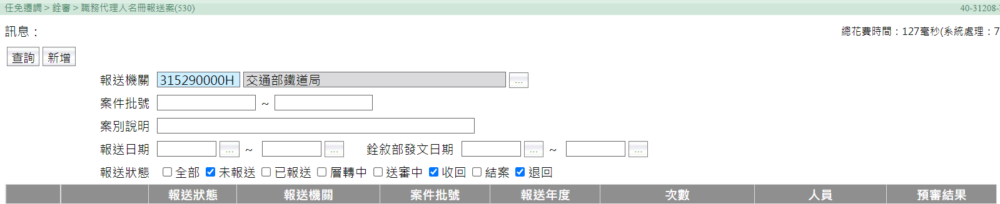 任免遷調 > 銓審 > 職務代理人名冊報送案(530) 40-31208-
訊息：
總花費時間：127毫秒(系統處理：7
查詢 新增
報送機關 315290000H 交通部鐵道局 ...
案件批號 ~
案別說明
報送日期 ... ~ ... 銓敘部發文日期 ... ~ ...
報送狀態 全部 未報送 已報送 層轉中 送審中 收回 結案 退回
報送狀態 報送機關 案件批號 報送年度 次數 人員 預審結果